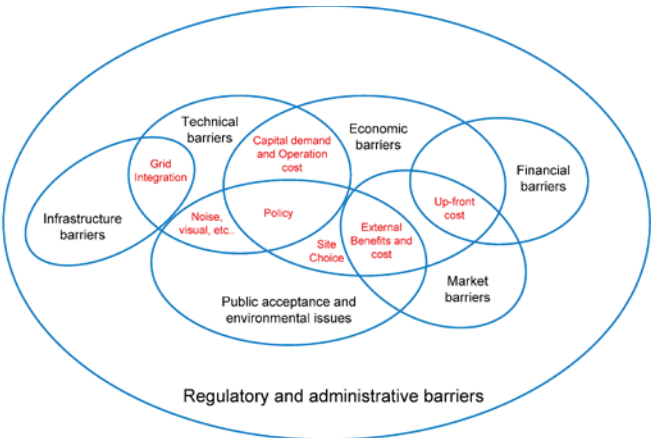 Technical
barriers
Economic
barriers
Capital demand
and Operation
cost
Grid
Integration
Financial
barriers
Infrastructure
barriers
Noise,
visual, etc..
Policy
Up-front
cost
Site
Choice
External
Benefits and
cost
Market
barriers
Public acceptance and
environmental issues
Regulatory and administrative barriers